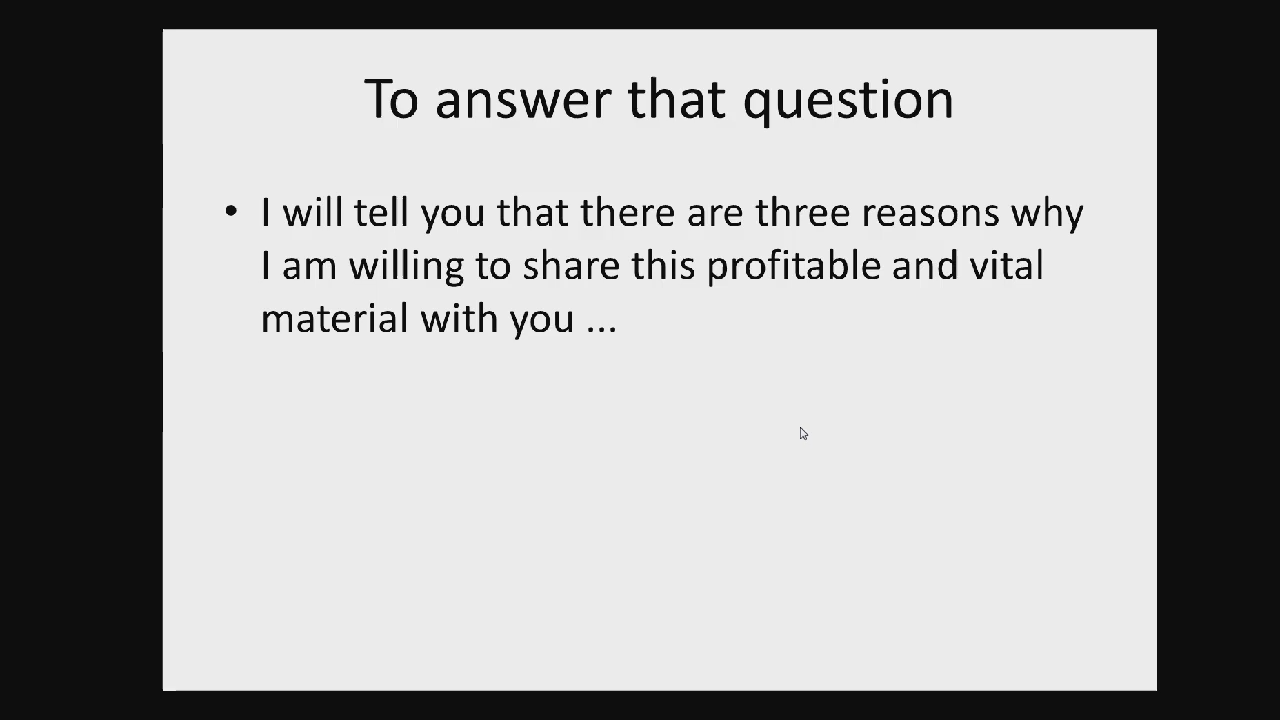 To answer that question
• I will tell you that there are three reasons why
I am willing to share this profitable and vital
material with you ...